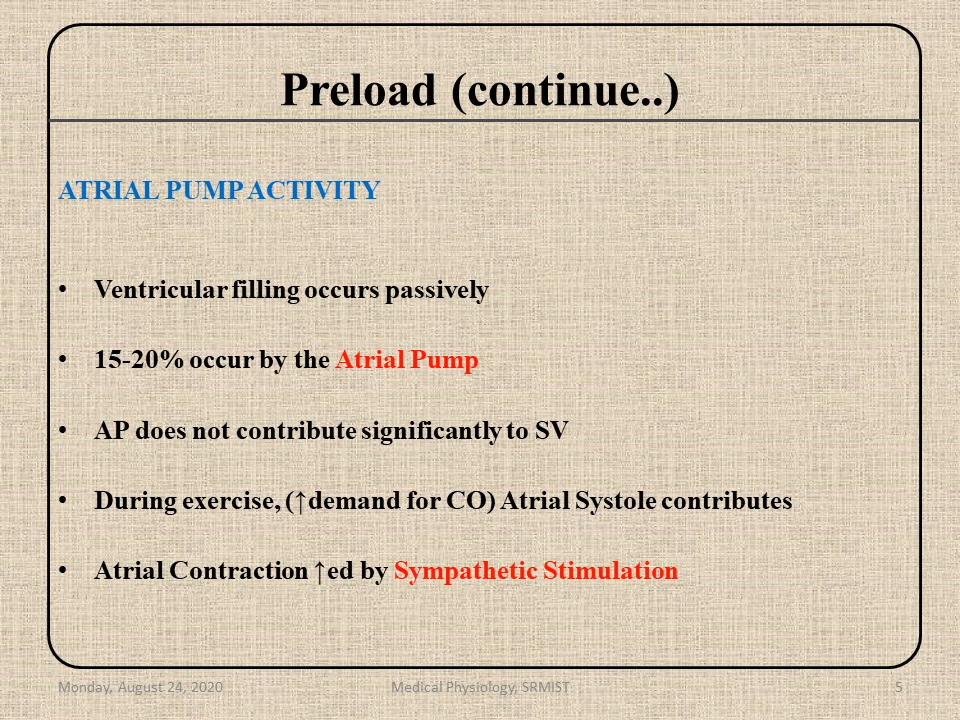 Preload (continue..)
ATRIAL PUMP ACTIVITY
• Ventricular filling occurs passively
• 15-20% occur by the Atrial Pump
• AP does not contribute significantly to SV
• During exercise, (↑demand for CO) Atrial Systole contributes
• Atrial Contraction ↑ed by Sympathetic Stimulation
Monday, August 24, 2020 Medical Physiology, SRMIST 5